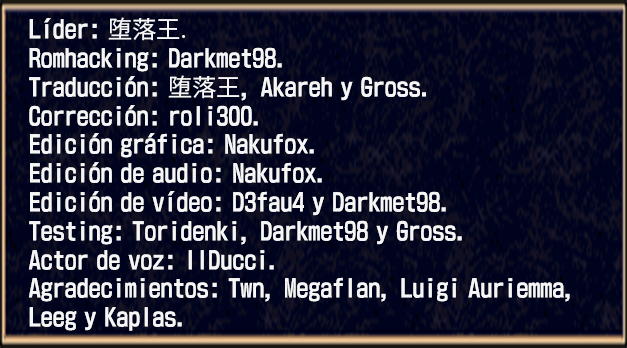 Líder: 堕落王.
Romhacking: Darkmet98.
Traducción: 堕落王, Akareh y Gross.
Corrección: roli300.
Edición gráfica: Nakufox.
Edición de audio: Nakufox.
Edición de vídeo: D3fau4 y Darkmet98.
Testing: Toridenki, Darkmet98 y Gross.
Actor de voz: IlDucci.
Agradecimientos: Twn, Megaflan, Luigi Auriemma,
Leeg y Kaplas.